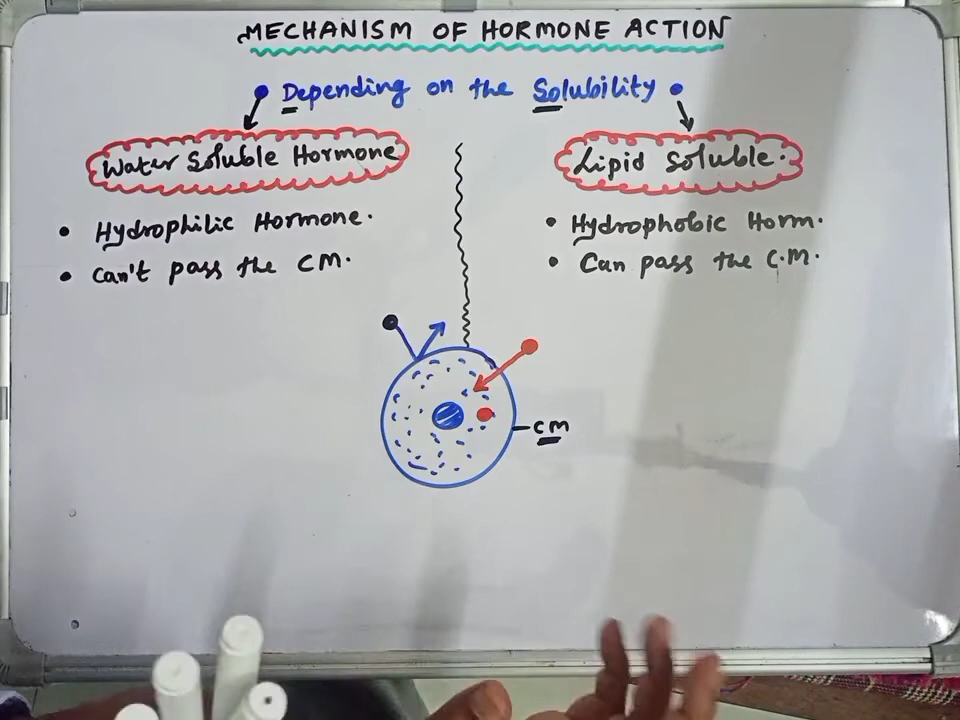 MECHANISM OF HORMONE ACTION
• Depending on the Solubility •
Water Soluble Hormone
• Hydrophilic Hormone.
• Can't pass the CM.
Lipid Soluble.
• Hydrophobic Horm.
• Can pass the C.M.
CM